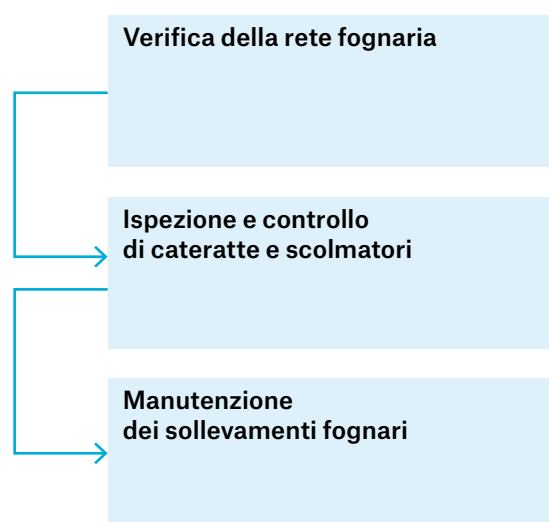 Verifica della rete fognaria
Ispezione e controllo
di cateratte e scolmatori
Manutenzione
dei sollevamenti fognari